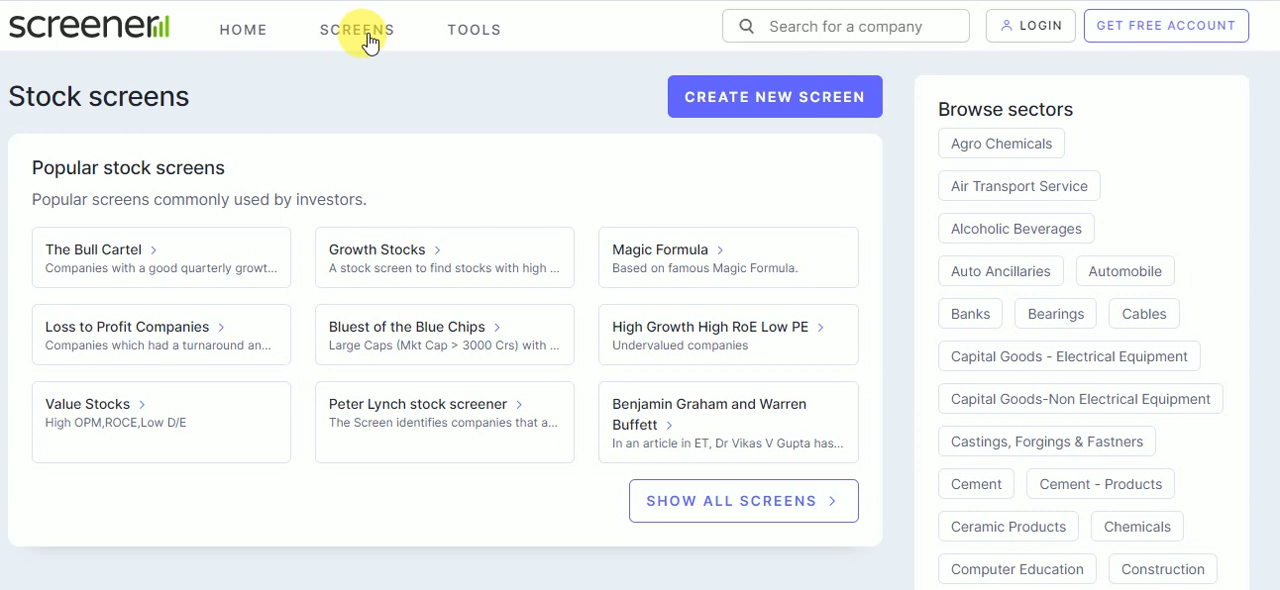 screener
HOME SCREENS TOOLS
Search for a company
LOGIN
GET FREE ACCOUNT
Stock screens
CREATE NEW SCREEN
Popular stock screens
Popular screens commonly used by investors.
The Bull Cartel
Companies with a good quarterly growt...
Growth Stocks
A stock screen to find stocks with high ...
Magic Formula
Based on famous Magic Formula.
Loss to Profit Companies
Companies which had a turnaround an...
Bluest of the Blue Chips
Large Caps (Mkt Cap > 3000 Crs) with ...
High Growth High RoE Low PE
Undervalued companies
Value Stocks
High OPM,ROCE,Low D/E
Peter Lynch stock screener
The Screen identifies companies that a...
Benjamin Graham and Warren
Buffett
In an article in ET, Dr Vikas V Gupta has...
SHOW ALL SCREENS
Browse sectors
Agro Chemicals
Air Transport Service
Alcoholic Beverages
Auto Ancillaries Automobile
Banks Bearings Cables
Capital Goods - Electrical Equipment
Capital Goods-Non Electrical Equipment
Castings, Forgings & Fastners
Cement Cement - Products
Ceramic Products Chemicals
Computer Education Construction